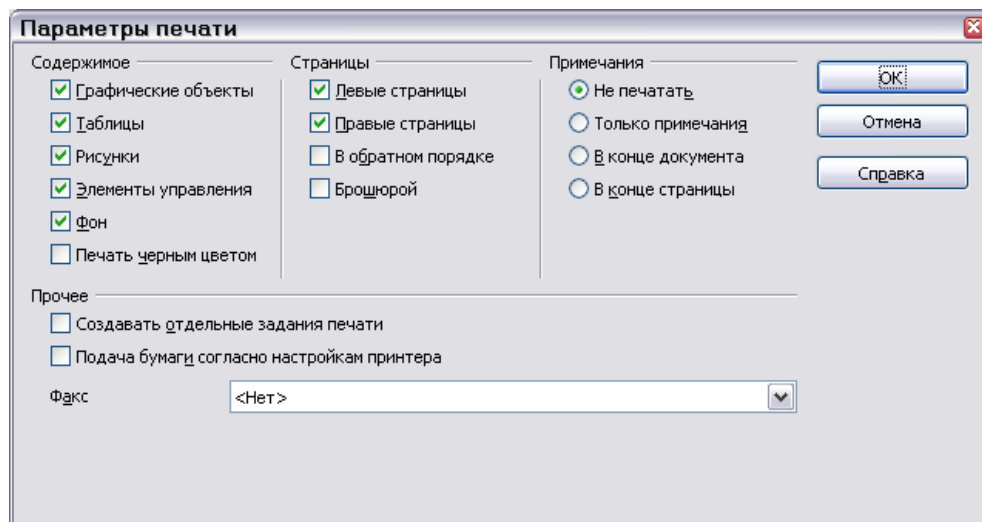 Параметры печати
Содержимое
Графические объекты
Таблицы
Рисунки
Элементы управления
Фон
Печать черным цветом
Страницы
Левые страницы
Правые страницы
В обратном порядке
Брошюрой
Примечания
Не печатать
Только примечания
В конце документа
В конце страницы
OK
Отмена
Справка
Прочее
Создавать отдельные задания печати
Подача бумаги согласно настройкам принтера
Факс
<Нет>